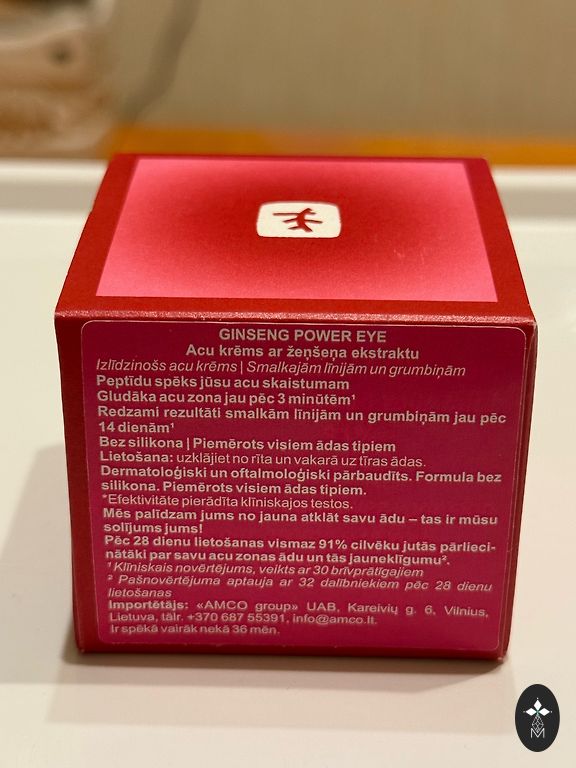 GINSENG POWER EYE
Acu krēms ar žeņšeņa ekstraktu
Izlīdzinošs acu krēms | Smalkajām līnijām un grumbiņām
Peptīdu spēks jūsu acu skaistumam
Gludāka acu zona jau pēc 3 minūtēm¹
Redzami rezultāti smalkām līnijām un grumbiņām jau pēc
14 dienām¹
Bez silikona | Piemērots visiem ādas tipiem
Lietošana: uzklājiet no rīta un vakarā uz tīras ādas.
Dermatoloģiski un oftalmoloģiski pārbaudīts. Formula bez
silikona. Piemērots visiem ādas tipiem.
*Efektivitāte pierādīta klīniskajos testos.
Mēs palīdzam jums no jauna atklāt savu ādu – tas ir mūsu
solījums jums!
Pēc 28 dienu lietošanas vismaz 91% cilvēku jutās pārlieci-
nātāki par savu acu zonas ādu un tās jauneklīgumu².
¹ Klīniskais novērtējums, veikts ar 30 brīvprātīgajiem
² Pašnovērtējuma aptauja ar 32 dalībniekiem pēc 28 dienu
lietošanas
Importētājs: «AMCO group» UAB, Kareivių g. 6, Vilnius,
Lietuva, tālr. +370 687 55391, info@amco.lt.
Ir spēkā vairāk nekā 36 mēn.
M